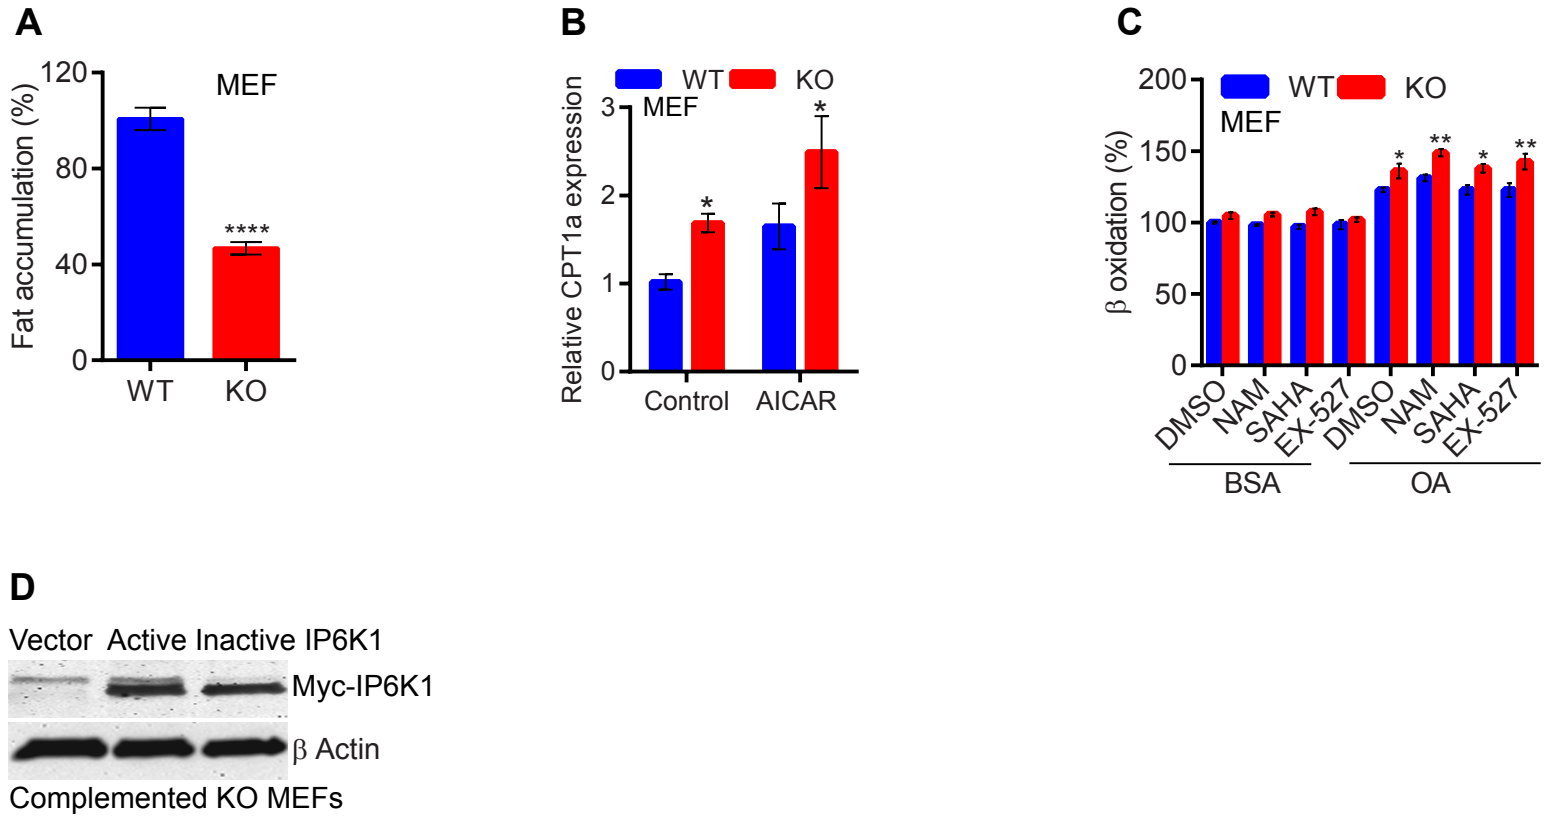 A
Fat accumulation (%)
120
80
40
0
MEF
****
WT
KO
B
WT
KO
MEF
Relative CPT1a expression
3
2
1
0
*
*
Control
AICAR
C
WT
KO
MEF
β oxidation (%)
200
150
100
50
0
*
**
*
**
DMSO
NAM
SAHA
EX-527
DMSO
NAM
SAHA
EX-527
BSA
OA
D
Vector Active Inactive IP6K1
Myc-IP6K1
β Actin
Complemented KO MEFs